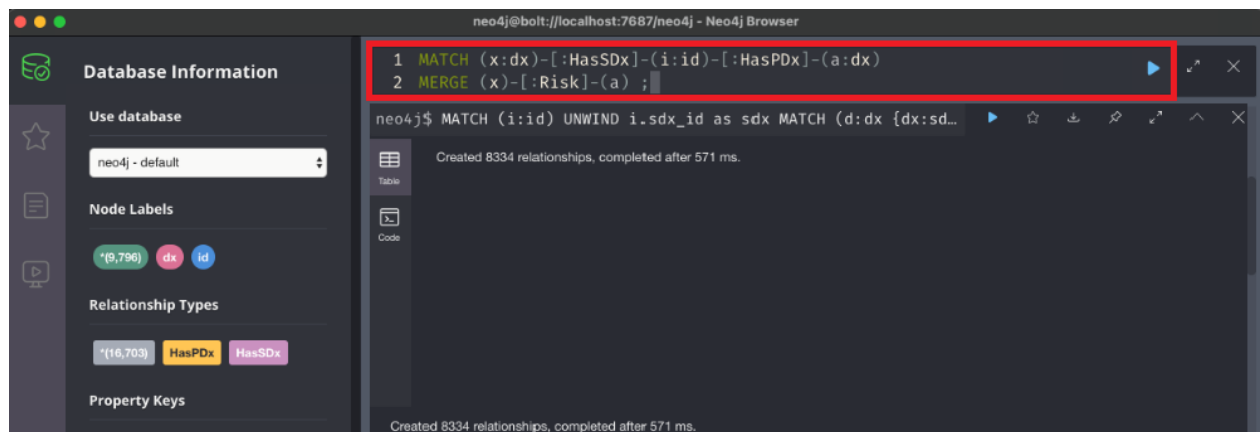 neo4j@bolt://localhost:7687/neo4j - Neo4j Browser
Database Information
Use database
neo4j - default
Node Labels
*(9,796) dx id
Relationship Types
*(16,703) HasPDx HasSDx
Property Keys
1 MATCH (x:dx)-[:HasSDx]-(i:id)-[:HasPDx]-(a:dx)
2 MERGE (x)-[:Risk]-(a) ;
neo4j$ MATCH (i:id) UNWIND i.sdx_id as sdx MATCH (d:dx {dx:sd…
Table
Created 8334 relationships, completed after 571 ms.
Code
Created 8334 relationships, completed after 571 ms.